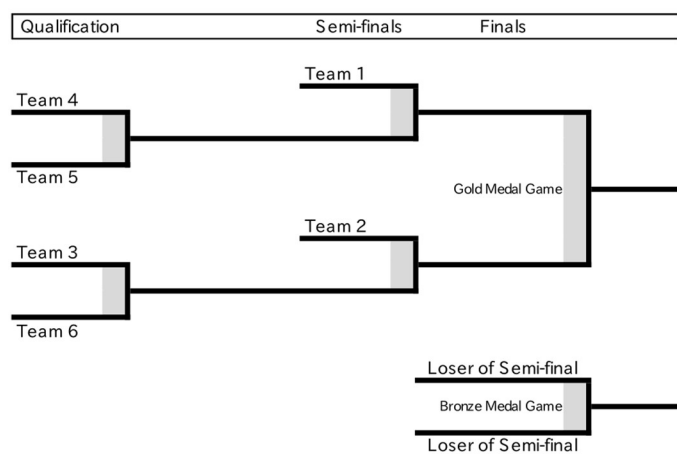 Qualification Semi-finals Finals
Team 1
Team 4
Team 5
Gold Medal Game
Team 2
Team 3
Team 6
Loser of Semi-final
Bronze Medal Game
Loser of Semi-final